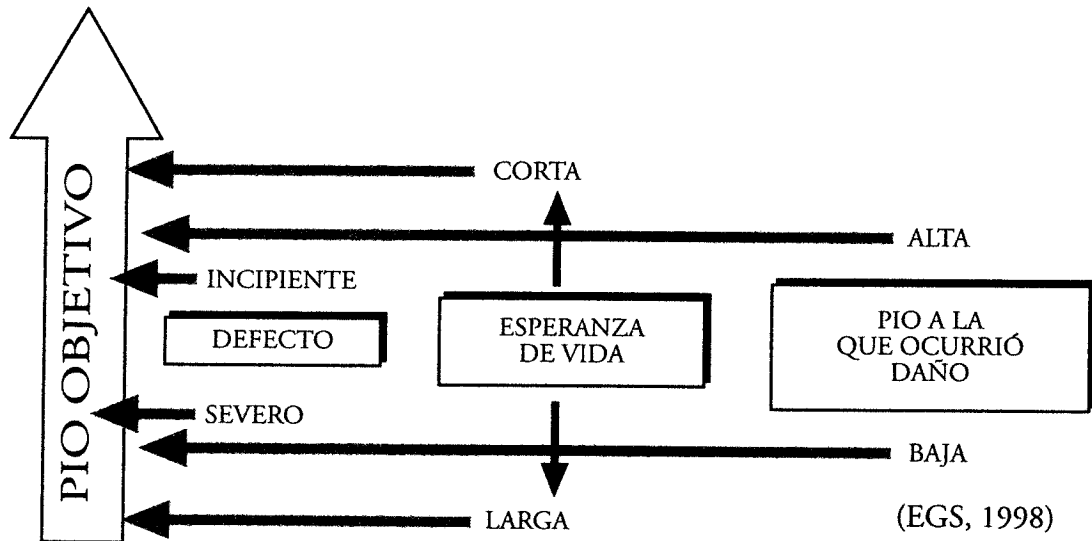 PIO OBJETIVO
CORTA
ALTA
INCIPIENTE
DEFECTO
ESPERANZA
DE VIDA
PIO A LA
QUE OCURRIÓ
DAÑO
SEVERO
BAJA
LARGA
(EGS, 1998)